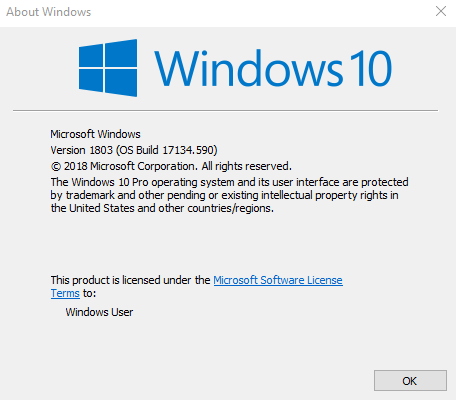 About Windows
Windows 10
Microsoft Windows
Version 1803 (OS Build 17134.590)
© 2018 Microsoft Corporation. All rights reserved.
The Windows 10 Pro operating system and its user interface are protected
by trademark and other pending or existing intellectual property rights in
the United States and other countries/regions.
This product is licensed under the Microsoft Software License
Terms to:
Windows User
OK